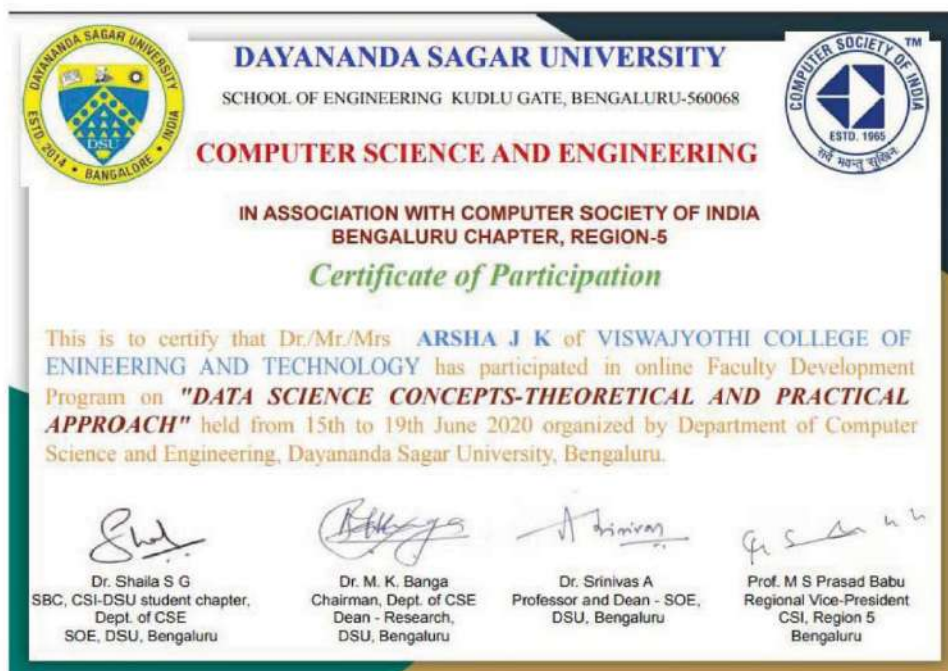 DAYANANDA SAGAR UNIVERSITY
ESTD. 2014 • BANGALORE • INDIA
DSU
DAYANANDA SAGAR UNIVERSITY
SCHOOL OF ENGINEERING KUDLU GATE, BENGALURU-560068
COMPUTER SCIENCE AND ENGINEERING
COMPUTER SOCIETY OF INDIA
TM
ESTD. 1965
सर्वे भवन्तु सुखिनः
IN ASSOCIATION WITH COMPUTER SOCIETY OF INDIA
BENGALURU CHAPTER, REGION-5
Certificate of Participation
This is to certify that Dr./Mr./Mrs ARSHA J K of VISWAJYOTHI COLLEGE OF
ENINEERING AND TECHNOLOGY has participated in online Faculty Development
Program on "DATA SCIENCE CONCEPTS-THEORETICAL AND PRACTICAL
APPROACH" held from 15th to 19th June 2020 organized by Department of Computer
Science and Engineering, Dayananda Sagar University, Bengaluru.
Dr. Shaila S G
SBC, CSI-DSU student chapter,
Dept. of CSE
SOE, DSU, Bengaluru
Dr. M. K. Banga
Chairman, Dept. of CSE
Dean - Research,
DSU, Bengaluru
A Srinivas
Dr. Srinivas A
Professor and Dean - SOE,
DSU, Bengaluru
Prof. M S Prasad Babu
Regional Vice-President
CSI, Region 5
Bengaluru